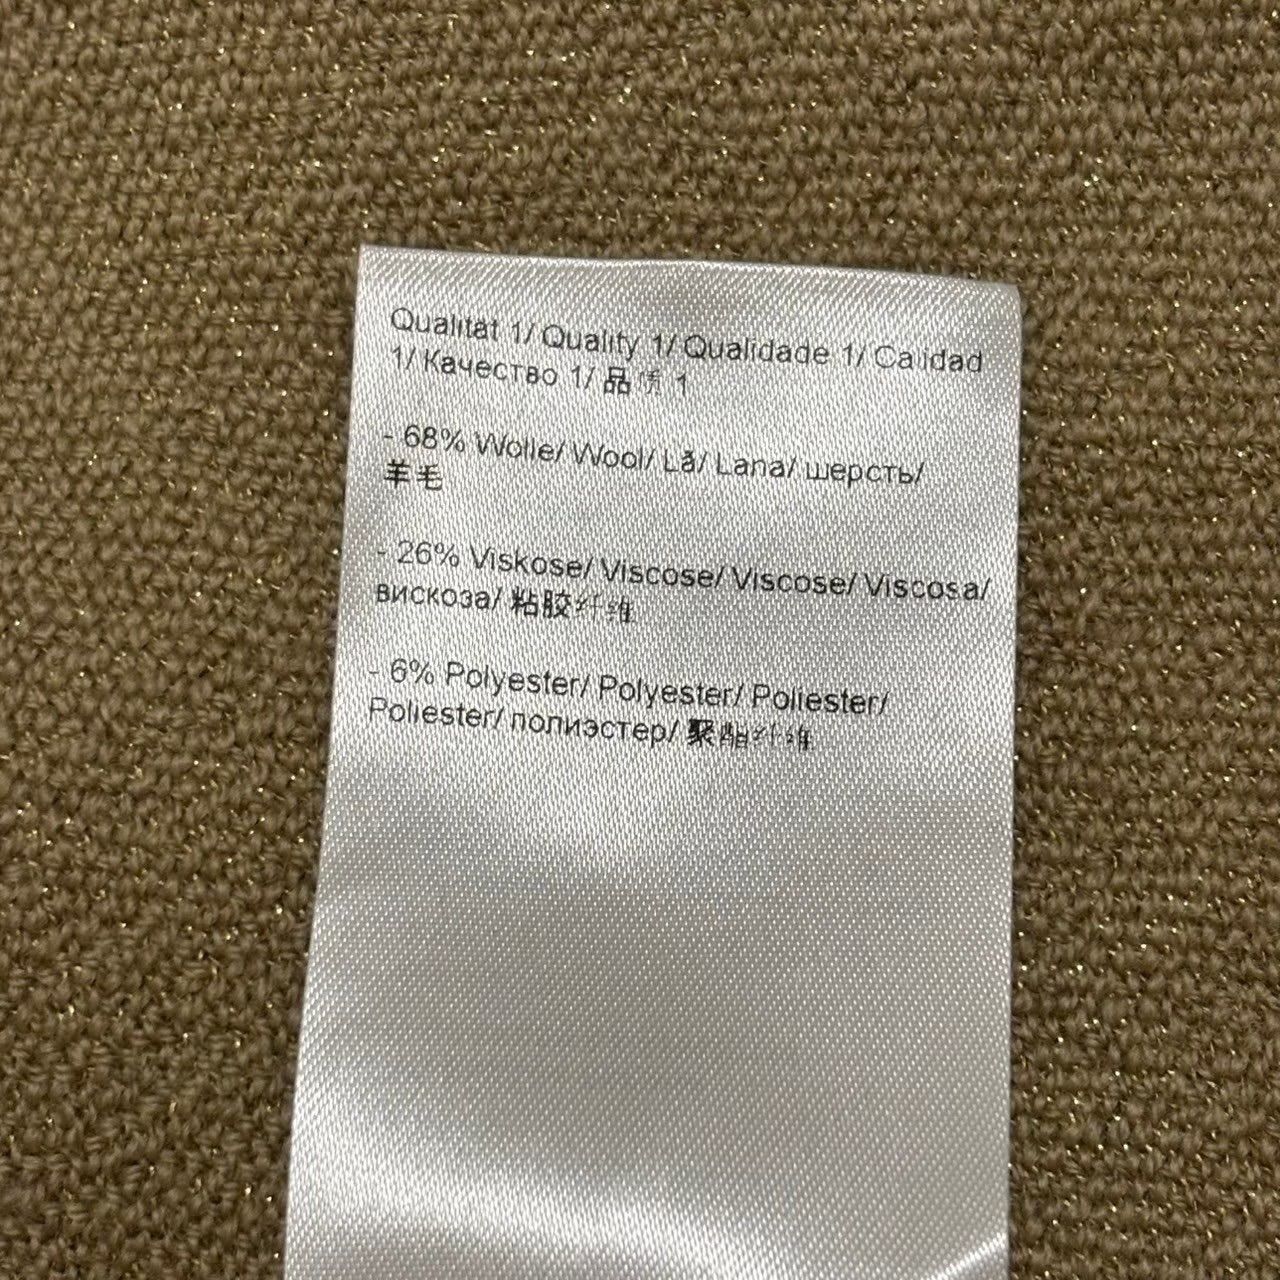 Qualität 1/ Quality 1/ Qualidade 1/ Calidad
1/ Качество 1/ 品质 1
- 68% Wolle/ Wool/ Lã/ Lana/ шерсть/
羊毛
- 26% Viskose/ Viscose/ Viscose/ Viscosa/
вискоза/ 粘胶纤维
- 6% Polyester/ Polyester/ Poliester/
Poliester/ полиэстер/ 聚酯纤维